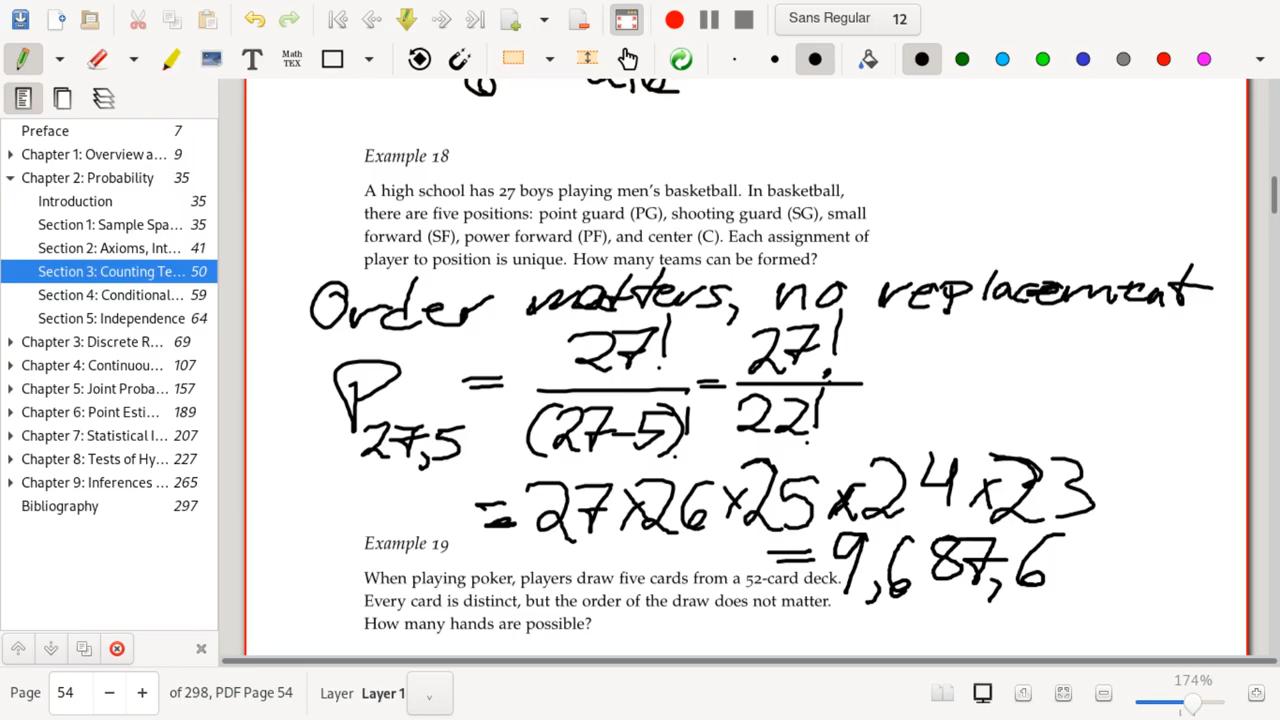 Sans Regular 12
T Math TEX
Preface 7
Chapter 1: Overview a... 9
Chapter 2: Probability 35
Introduction 35
Section 1: Sample Spa... 35
Section 2: Axioms, Int... 41
Section 3: Counting Te... 50
Section 4: Conditional... 59
Section 5: Independence 64
Chapter 3: Discrete R... 69
Chapter 4: Continuou... 107
Chapter 5: Joint Proba... 157
Chapter 6: Point Esti... 189
Chapter 7: Statistical I... 207
Chapter 8: Tests of Hy... 227
Chapter 9: Inferences ... 265
Bibliography 297
Example 18
A high school has 27 boys playing men's basketball. In basketball,
there are five positions: point guard (PG), shooting guard (SG), small
forward (SF), power forward (PF), and center (C). Each assignment of
player to position is unique. How many teams can be formed?
Order matters, no replacement
P27,5 = 27!/(27-5)! = 27!/22!
= 27×26×25×24×23
= 9,687,6
Example 19
When playing poker, players draw five cards from a 52-card deck.
Every card is distinct, but the order of the draw does not matter.
How many hands are possible?
Page 54 of 298, PDF Page 54 Layer Layer 1 174%